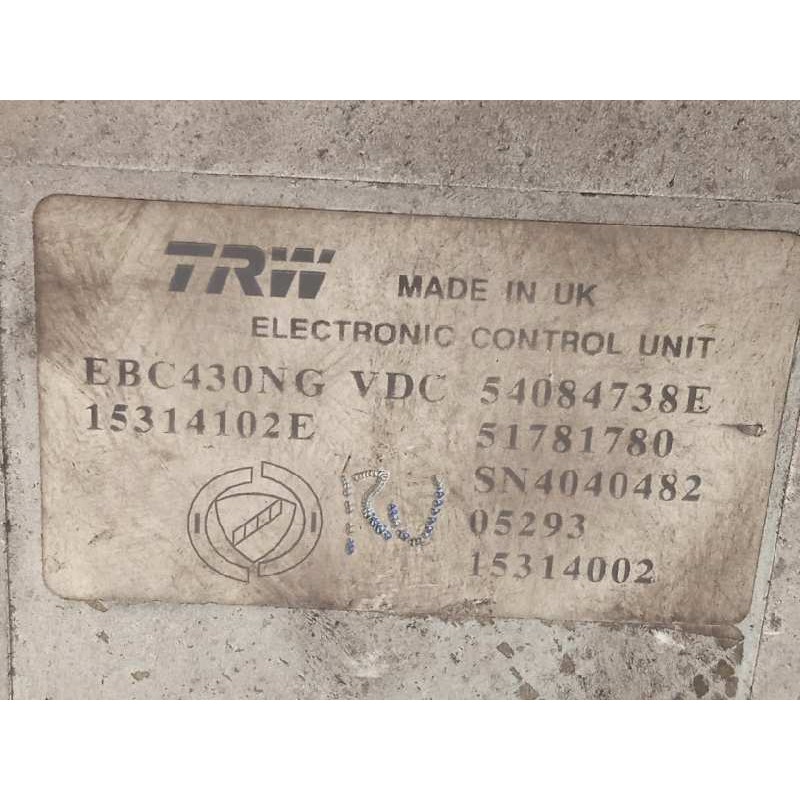 TRW MADE IN UK
ELECTRONIC CONTROL UNIT
EBC430NG VDC 54084738E
15314102E 51781780
SN4040482
05293
15314002